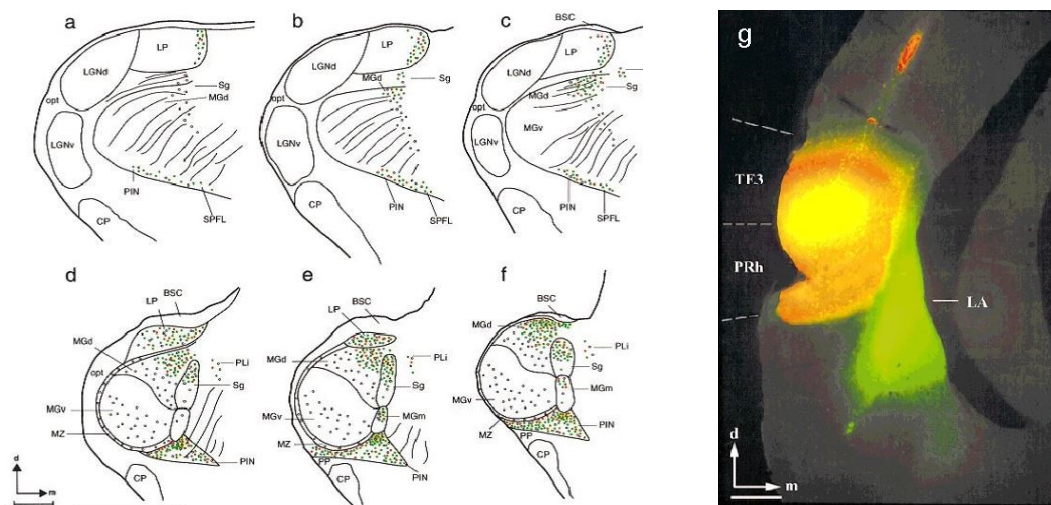 a
LP
LGNd
Sg
MGd
opt
LGNv
PIN
SPFL
CP
b
LP
LGNd
MGd
Sg
LGNv
PIN
SPFL
CP
c
BSC
LP
LGNd
Sg
MGd
opt
MGv
LGNv
PIN
SPFL
CP
d
BSC
LP
MGd
opt
PLi
Sg
MGv
MZ
PIN
CP
d
m
e
BSC
LP
MGd
PLi
Sg
MGv
MGm
MZ
PP
PIN
CP
f
BSC
MGd
PLi
Sg
MGv
MGm
MZ
PP
PIN
CP
g
TE3
PRh
LA
d
m